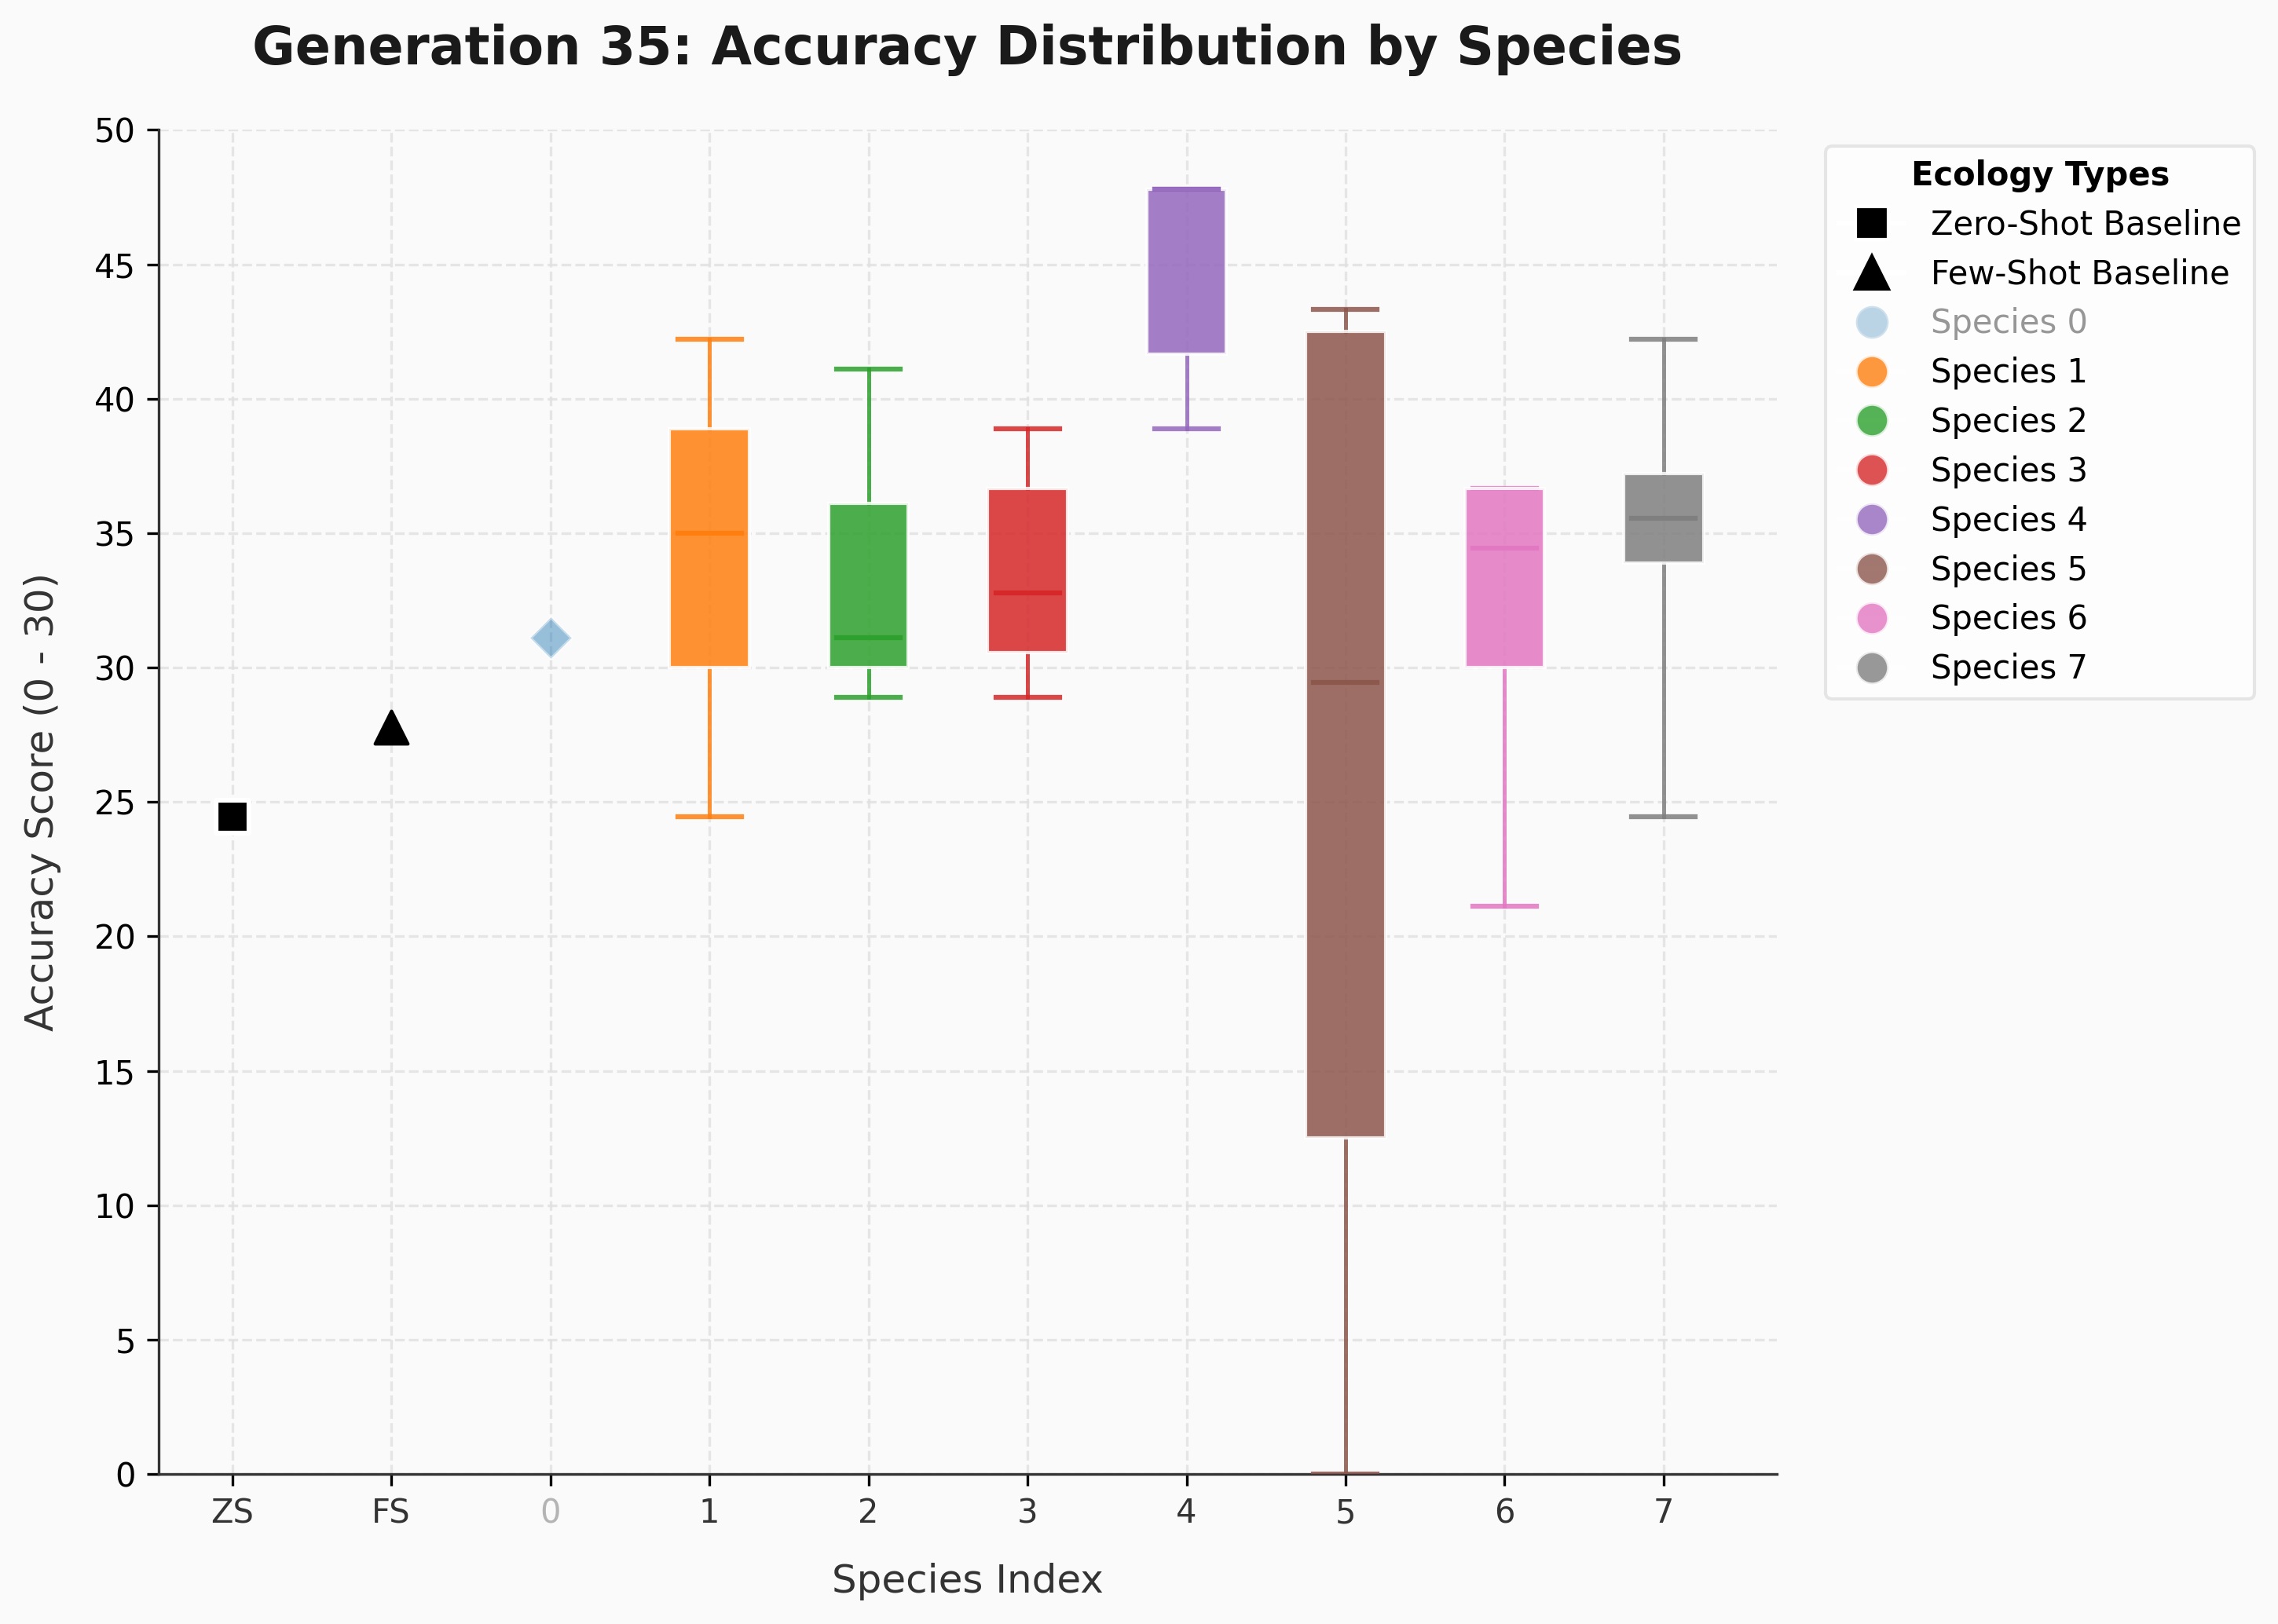 Generation 35: Accuracy Distribution by Species
Accuracy Score (0 - 30)
50
45
40
35
30
25
20
15
10
5
0
ZS FS 0 1 2 3 4 5 6 7
Species Index
Ecology Types
Zero-Shot Baseline
Few-Shot Baseline
Species 0
Species 1
Species 2
Species 3
Species 4
Species 5
Species 6
Species 7